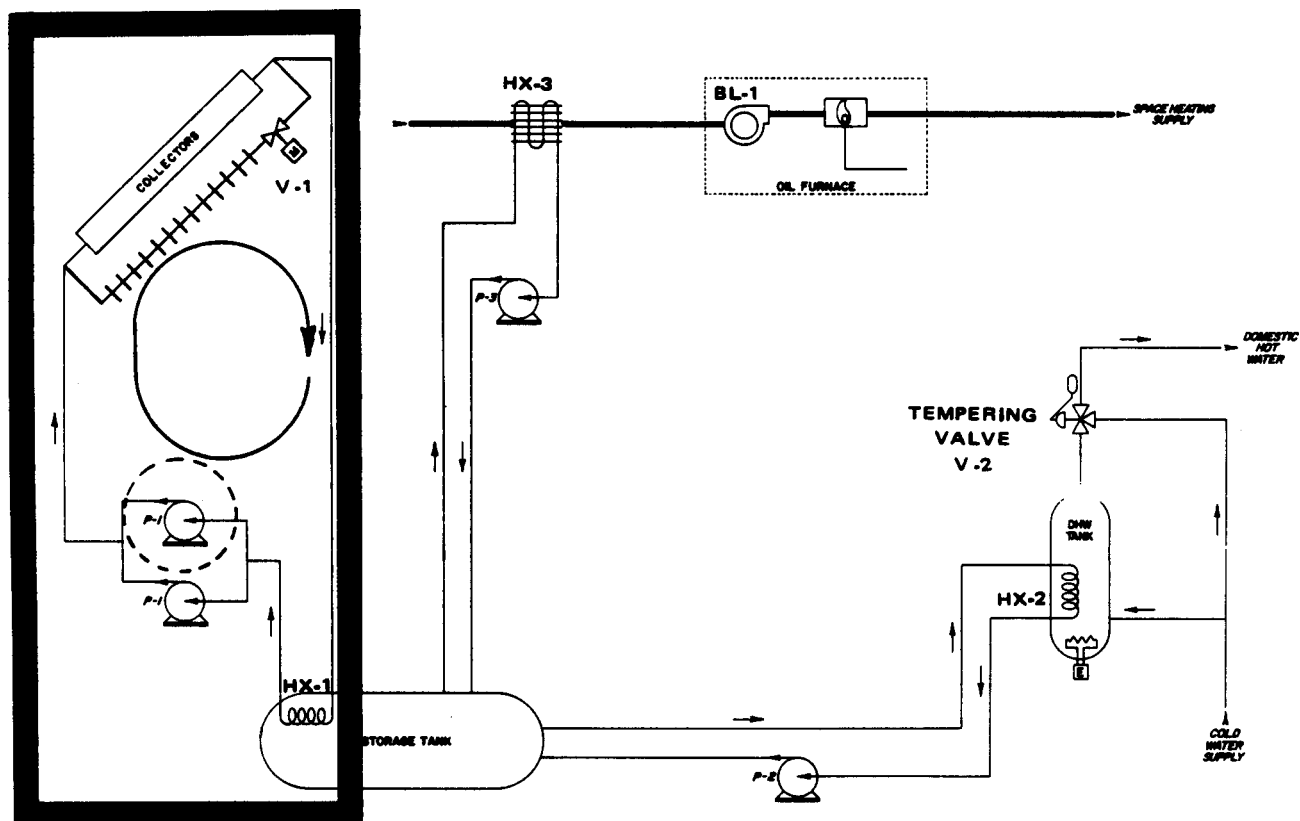 HX-3
BL-1
SPACE HEATING
SUPPLY
OIL FURNACE
COLLECTORS
M
V-1
P-3
DOMESTIC
HOT
WATER
TEMPERING
VALVE
V-2
P-1
DHW
TANK
P-1
HX-2
E
HX-1
STORAGE TANK
P-2
COLD
WATER
SUPPLY